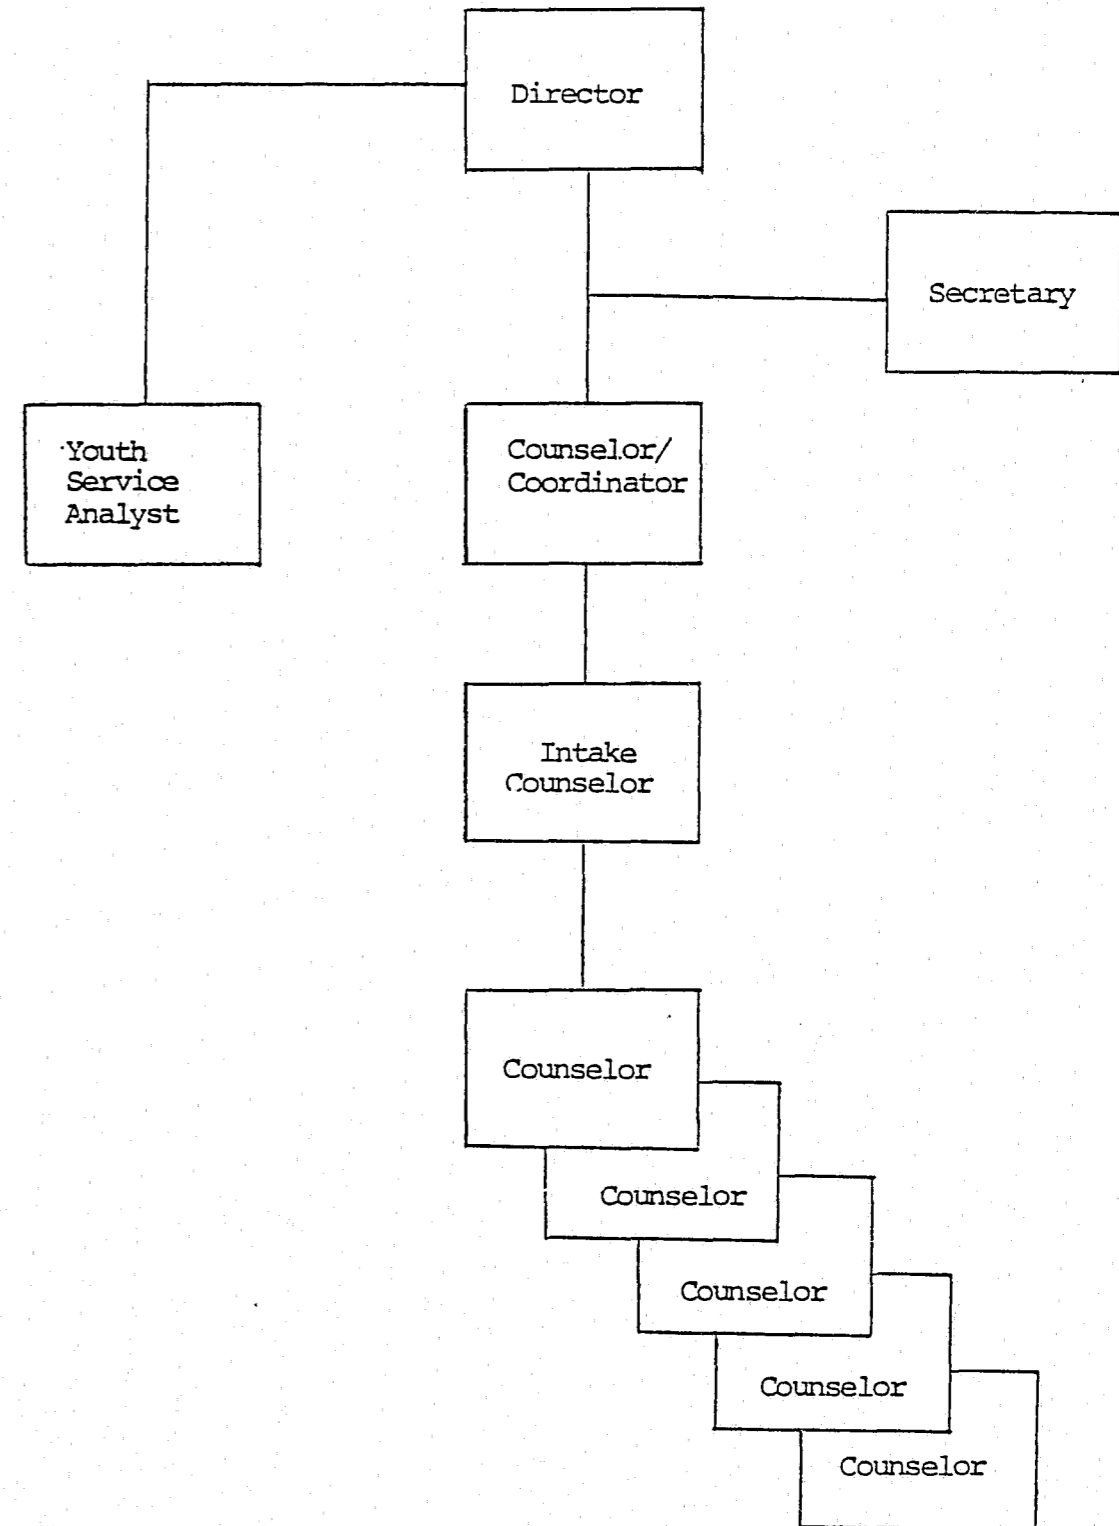 Director
Secretary
Youth
Service
Analyst
Counselor/
Coordinator
Intake
Counselor
Counselor
Counselor
Counselor
Counselor
Counselor